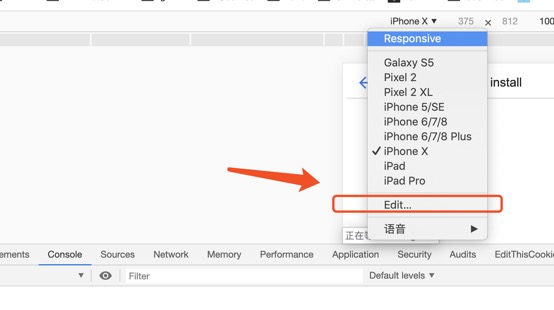 iPhone X ▼ 375 × 812 100
Responsive
Galaxy S5
install
Pixel 2
Pixel 2 XL
iPhone 5/SE
iPhone 6/7/8
iPhone 6/7/8 Plus
✓ iPhone X
iPad
iPad Pro
Edit...
语音 ▶
正在等
ements Console Sources Network Memory Performance Application Security Audits EditThisCookie
▼ Filter Default levels ▼